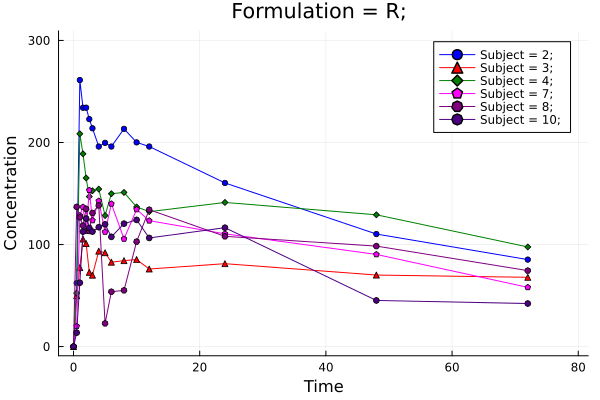 Formulation = R;
300
200
100
0
Concentration
Subject = 2;
Subject = 3;
Subject = 4;
Subject = 7;
Subject = 8;
Subject = 10;
0 20 40 60 80
Time